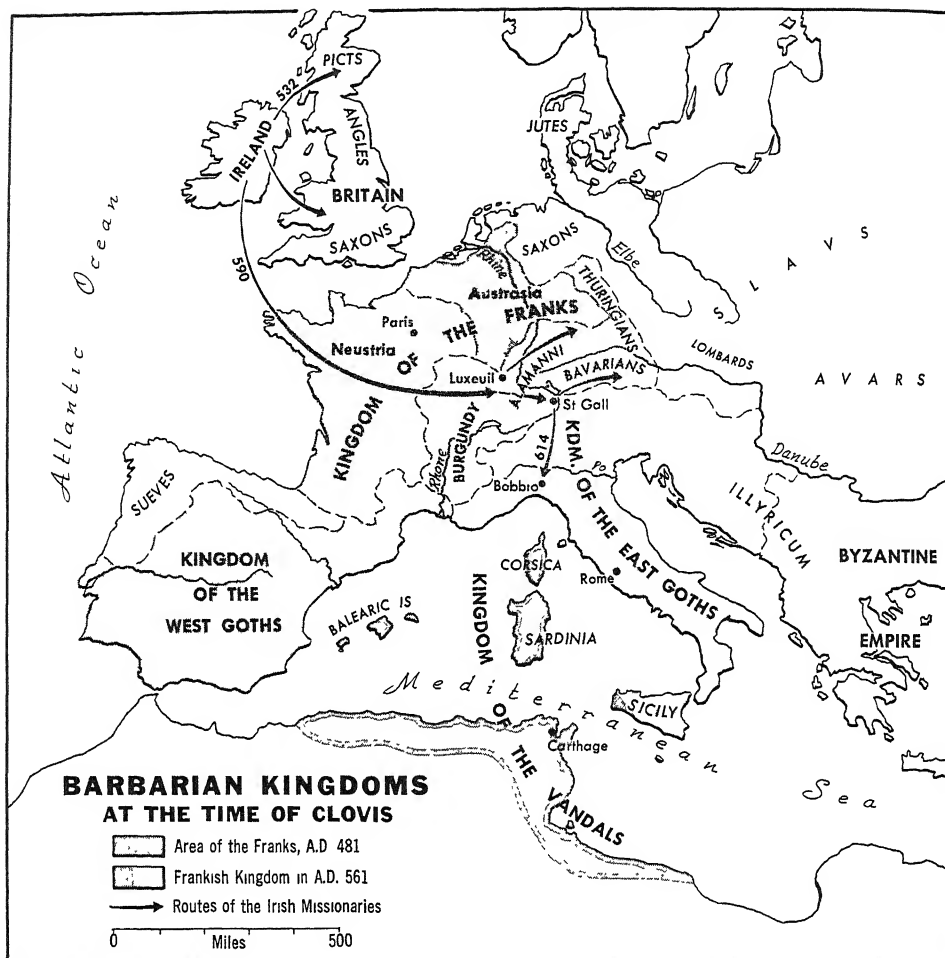 PICTS
532
IRELAND
ANGLES
BRITAIN
SAXONS
590
JUTES
SAXONS
Elbe
SLAVS
Rhine
Austrasia
FRANKS
THURINGIANS
Atlantic Ocean
Paris
Neustria
KINGDOM OF THE
LOMBARDS
AVARS
Luxeuil
ALAMANNI
BAVARIANS
St Gall
BURGUNDY
Rhone
614
Bobbio
Po
KDM. OF THE EAST GOTHS
Danube
ILLYRICUM
SUEVES
KINGDOM
OF THE
WEST GOTHS
BYZANTINE
EMPIRE
CORSICA
Rome
BALEARIC IS
SARDINIA
KINGDOM OF THE VANDALS
Mediterranean Sea
SICILY
Carthage
BARBARIAN KINGDOMS
AT THE TIME OF CLOVIS
Area of the Franks, A.D 481
Frankish Kingdom in A.D. 561
Routes of the Irish Missionaries
0 Miles 500